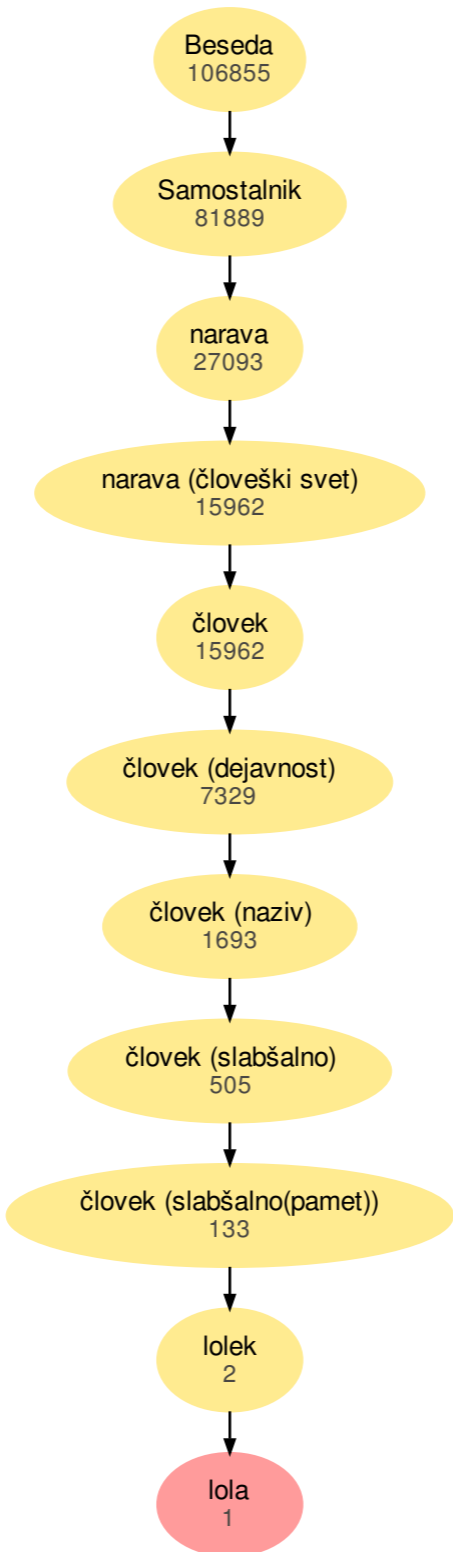 Beseda
106855
Samostalnik
81889
narava
27093
narava (človeški svet)
15962
človek
15962
človek (dejavnost)
7329
človek (naziv)
1693
človek (slabšalno)
505
človek (slabšalno(pamet))
133
lolek
2
lola
1